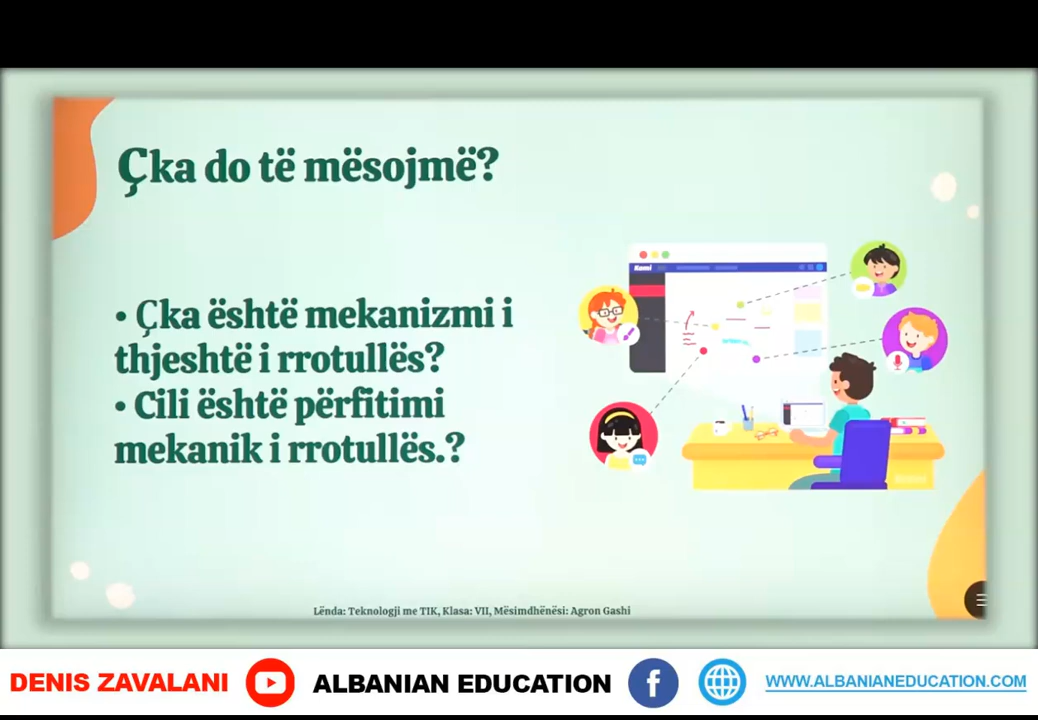 Çka do të mësojmë?
• Çka është mekanizmi i
thjeshtë i rrotullës?
• Cili është përfitimi
mekanik i rrotullës.?
Kami
Lënda: Teknologji me TIK, Klasa: VII, Mësimdhënësi: Agron Gashi
DENIS ZAVALANI ALBANIAN EDUCATION WWW.ALBANIANEDUCATION.COM